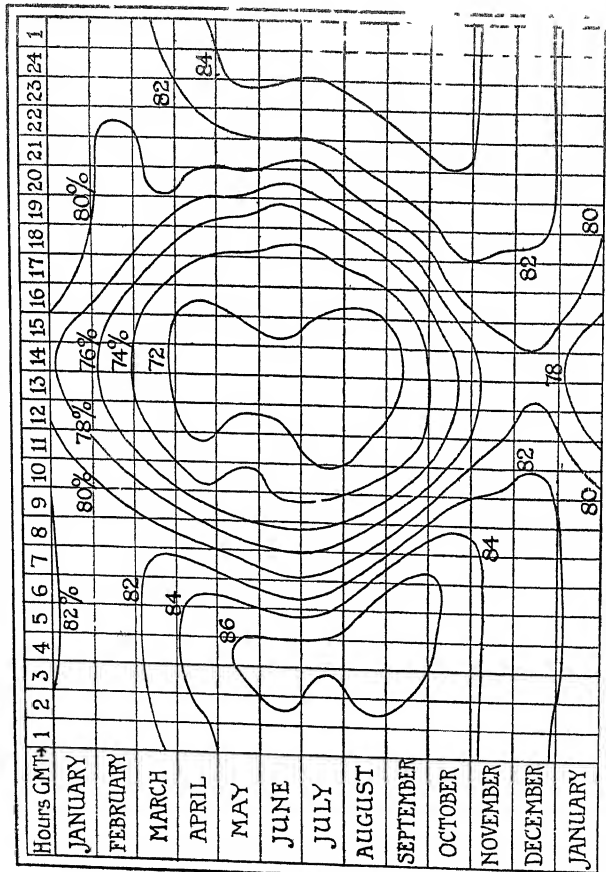 Hours GMT→ 1 2 3 4 5 6 7 8 9 10 11 12 13 14 15 16 17 18 19 20 21 22 23 24 1
JANUARY
FEBRUARY
MARCH
APRIL
MAY
JUNE
JULY
AUGUST
SEPTEMBER
OCTOBER
NOVEMBER
DECEMBER
JANUARY
82%
80%
78%
76%
80%
74%
82
72
82
84
84
86
84
82
82
78
80
80